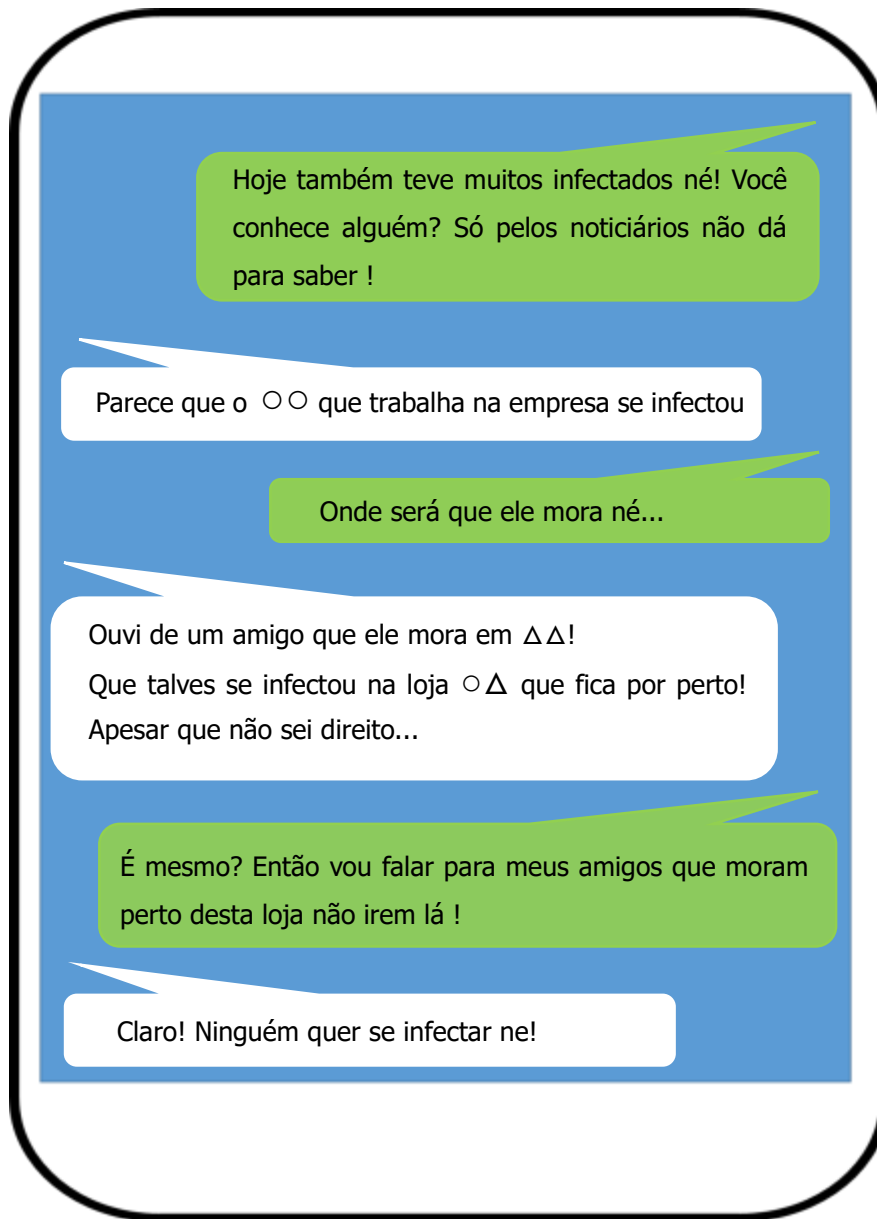 Hoje também teve muitos infectados né! Você
conhece alguém? Só pelos noticiários não dá
para saber !
Parece que o ○○ que trabalha na empresa se infectou
Onde será que ele mora né...
Ouvi de um amigo que ele mora em △△!
Que talves se infectou na loja ○△ que fica por perto!
Apesar que não sei direito...
É mesmo? Então vou falar para meus amigos que moram
perto desta loja não irem lá !
Claro! Ninguém quer se infectar ne!